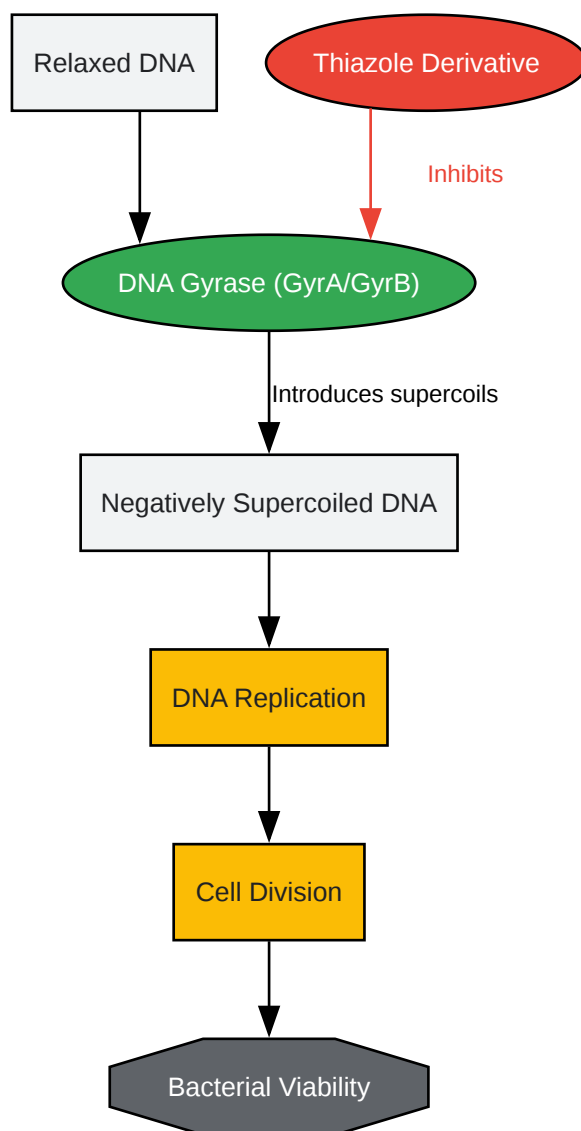 Relaxed DNA
Thiazole Derivative
Inhibits
DNA Gyrase (GyrA/GyrB)
Introduces supercoils
Negatively Supercoiled DNA
DNA Replication
Cell Division
Bacterial Viability